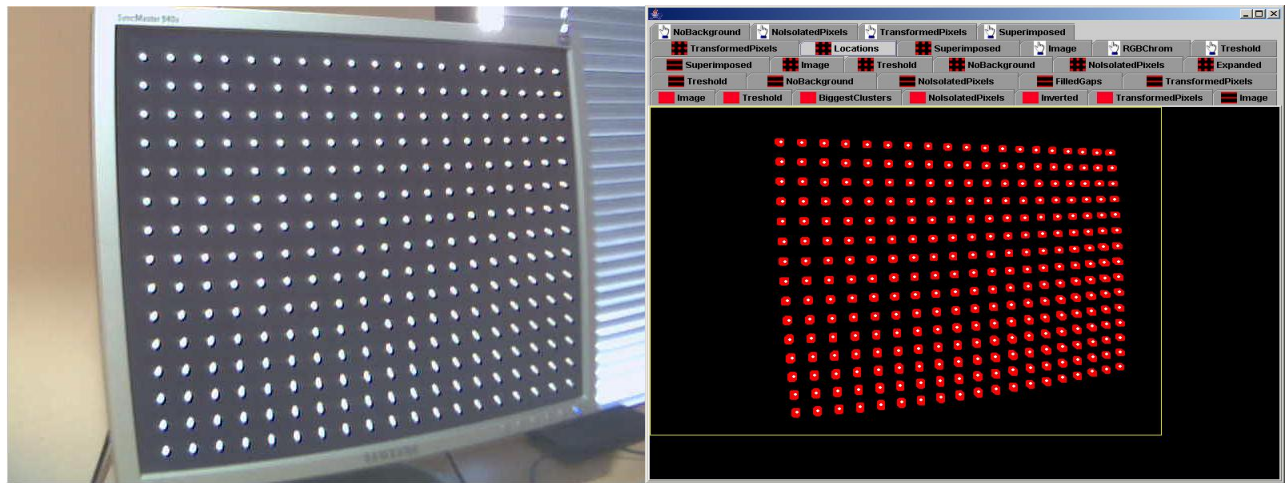 SyncMaster 940x
NoBackground NoIsolatedPixels TransformedPixels Superimposed
TransformedPixels Locations Superimposed Image RGBChrom Treshold
Superimposed Image Treshold NoBackground NoIsolatedPixels Expanded
Treshold NoBackground NoIsolatedPixels FilledGaps TransformedPixels
Image Treshold BiggestClusters NoIsolatedPixels Inverted TransformedPixels Image
SAMSUNG